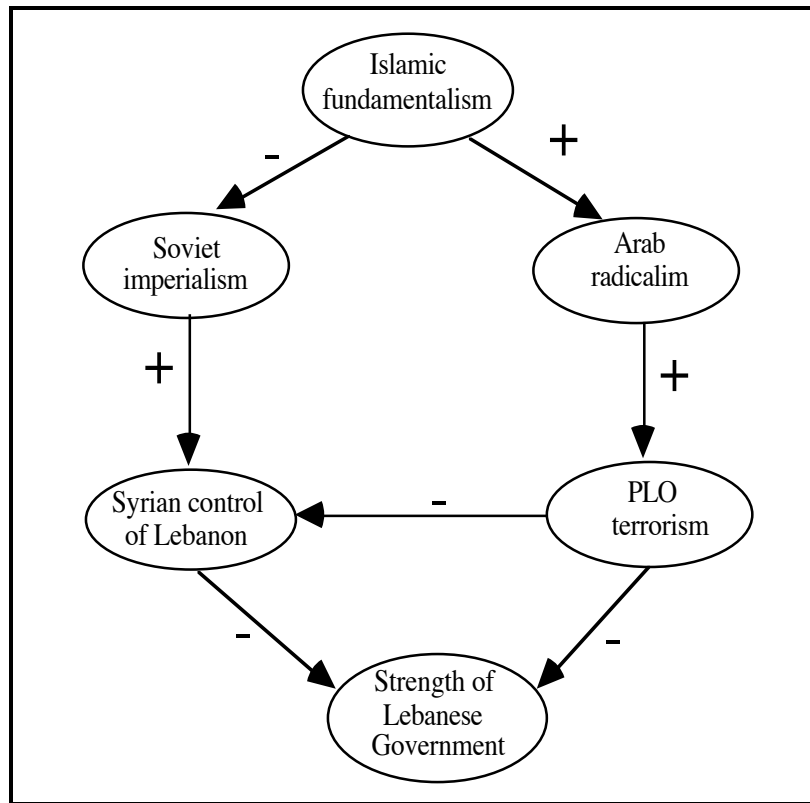 Islamic
fundamentalism
-
+
Soviet
imperialism
Arab
radicalim
+
+
Syrian control
of Lebanon
-
PLO
terrorism
-
-
Strength of
Lebanese
Government